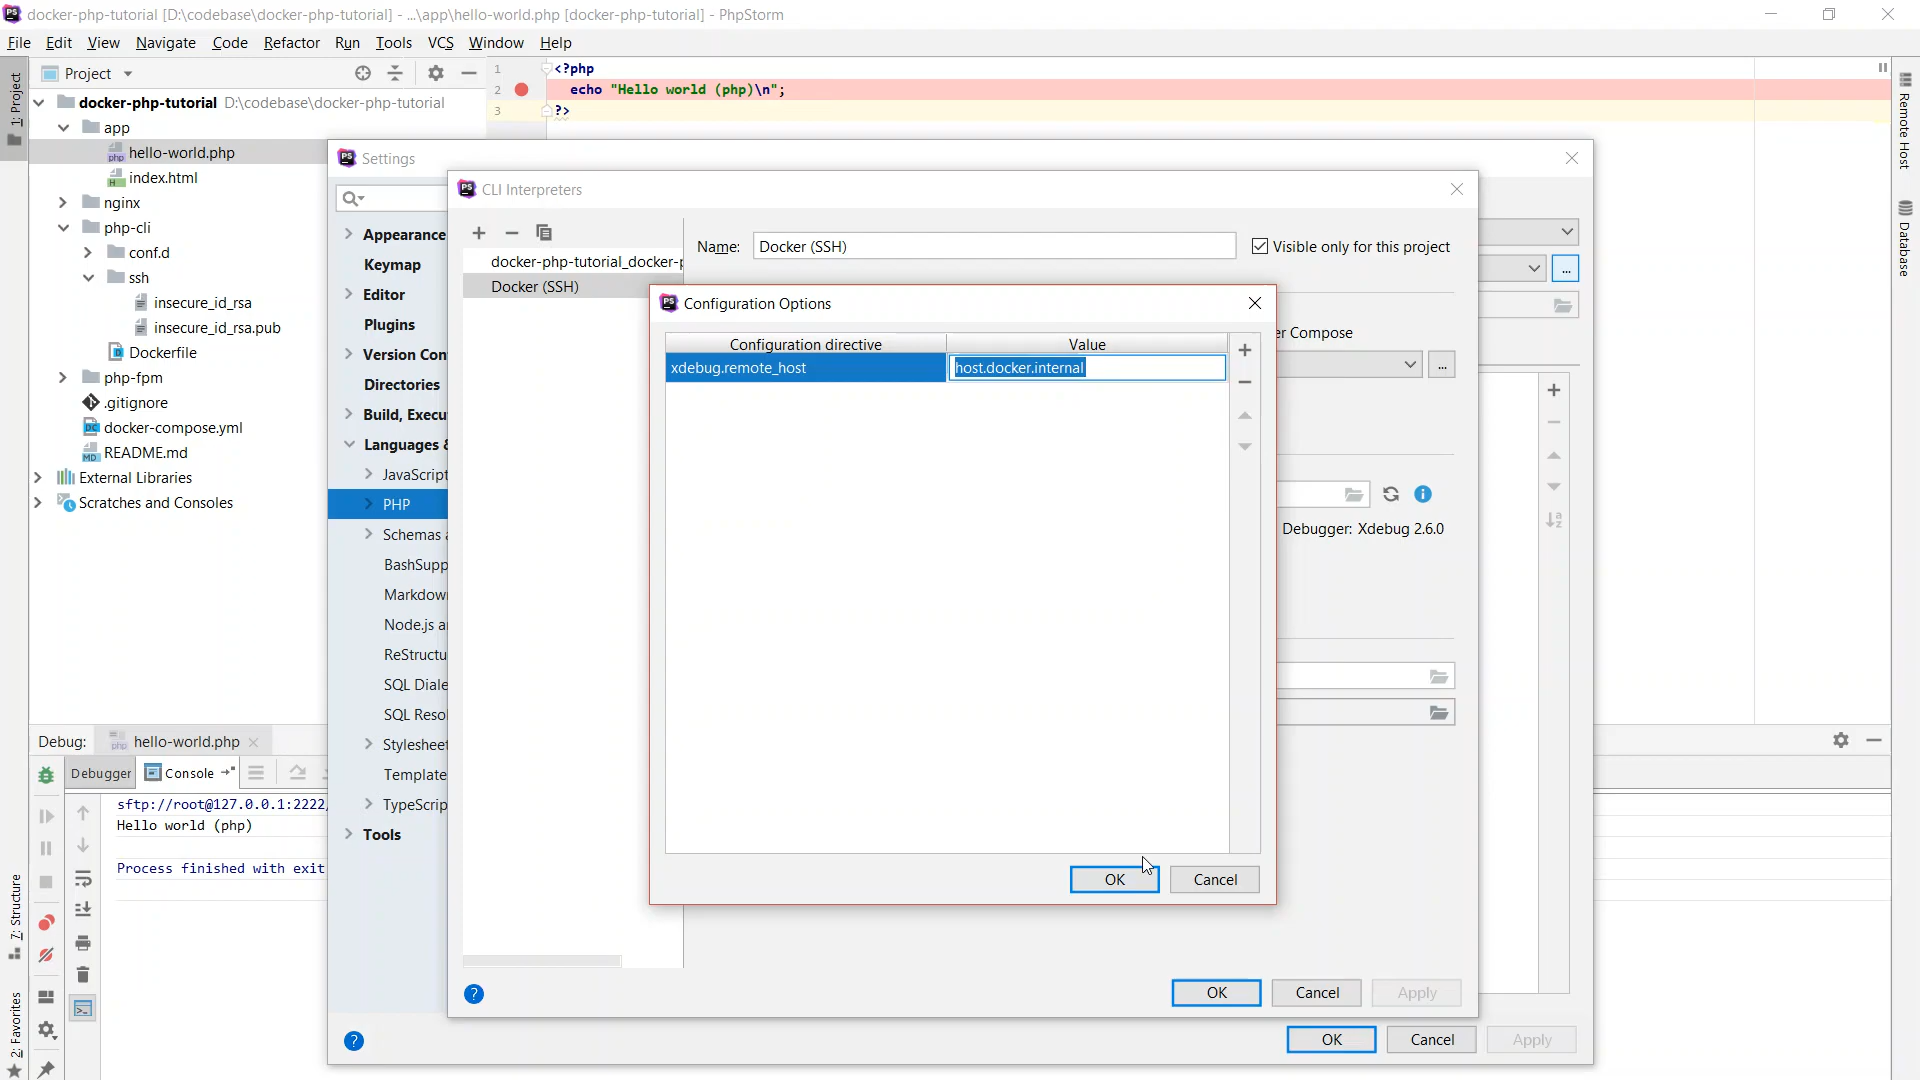 docker-php-tutorial [D:\codebase\docker-php-tutorial] - ...\app\hello-world.php [docker-php-tutorial] - PhpStorm
File Edit View Navigate Code Refactor Run Tools VCS Window Help
1: Project
Project
docker-php-tutorial D:\codebase\docker-php-tutorial
app
hello-world.php
index.html
nginx
php-cli
conf.d
ssh
insecure_id_rsa
insecure_id_rsa.pub
Dockerfile
php-fpm
.gitignore
docker-compose.yml
README.md
External Libraries
Scratches and Consoles
1 <?php
2 echo "Hello world (php)\n";
3 ?>
Remote Host
Database
Settings
Appearance
Keymap
Editor
Plugins
Version Con
Directories
Build, Execu
Languages &
JavaScript
PHP
Schemas a
BashSupp
Markdow
Node.js a
ReStructu
SQL Diale
SQL Reso
Stylesheet
Template
TypeScrip
Tools
CLI Interpreters
docker-php-tutorial_docker-p
Docker (SSH)
Name: Docker (SSH)
Visible only for this project
er Compose
...
...
Debugger: Xdebug 2.6.0
Configuration Options
Configuration directive Value
xdebug.remote_host host.docker.internal
OK Cancel
OK Cancel Apply
OK Cancel Apply
Debug: hello-world.php
Debugger Console
sftp://root@127.0.0.1:2222/
Hello world (php)
Process finished with exit
7: Structure
2: Favorites